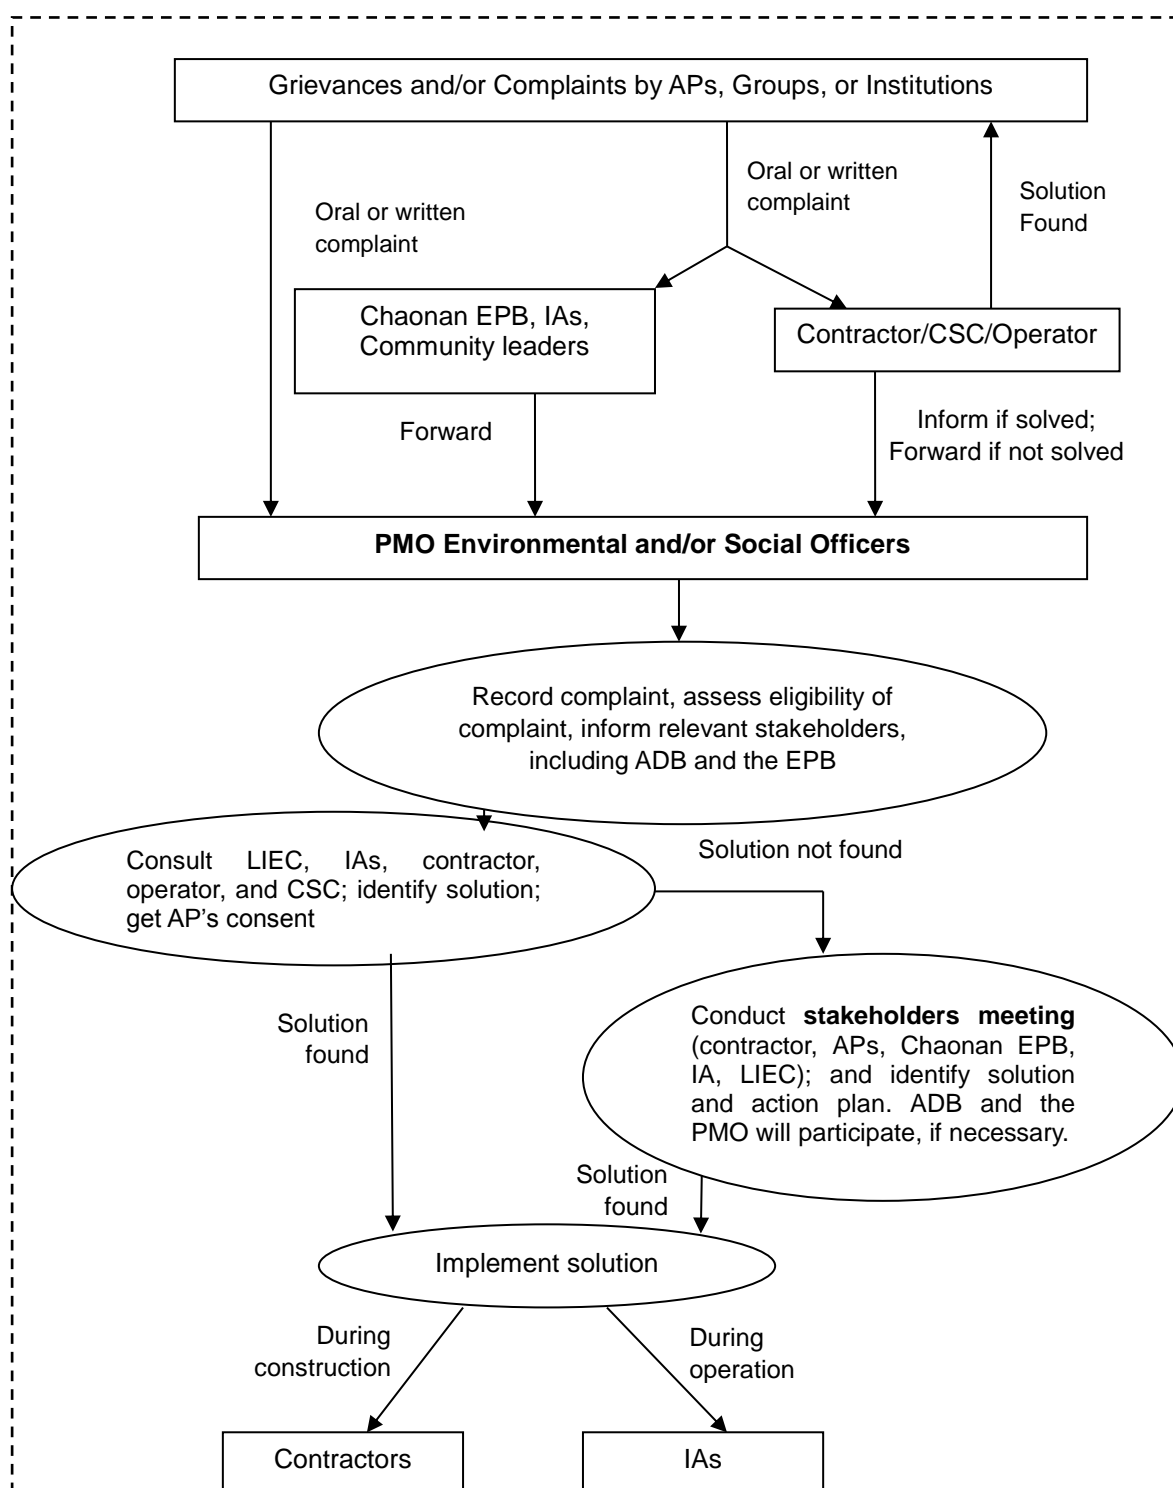 Grievances and/or Complaints by APs, Groups, or Institutions
Oral or written
complaint
Oral or written
complaint
Solution
Found
Chaonan EPB, IAs,
Community leaders
Contractor/CSC/Operator
Forward
Inform if solved;
Forward if not solved
PMO Environmental and/or Social Officers
Record complaint, assess eligibility of
complaint, inform relevant stakeholders,
including ADB and the EPB
Solution not found
Consult LIEC, IAs, contractor,
operator, and CSC; identify solution;
get AP's consent
Solution
found
Conduct stakeholders meeting
(contractor, APs, Chaonan EPB,
IA, LIEC); and identify solution
and action plan. ADB and the
PMO will participate, if necessary.
Solution
found
Implement solution
During
construction
During
operation
Contractors
IAs